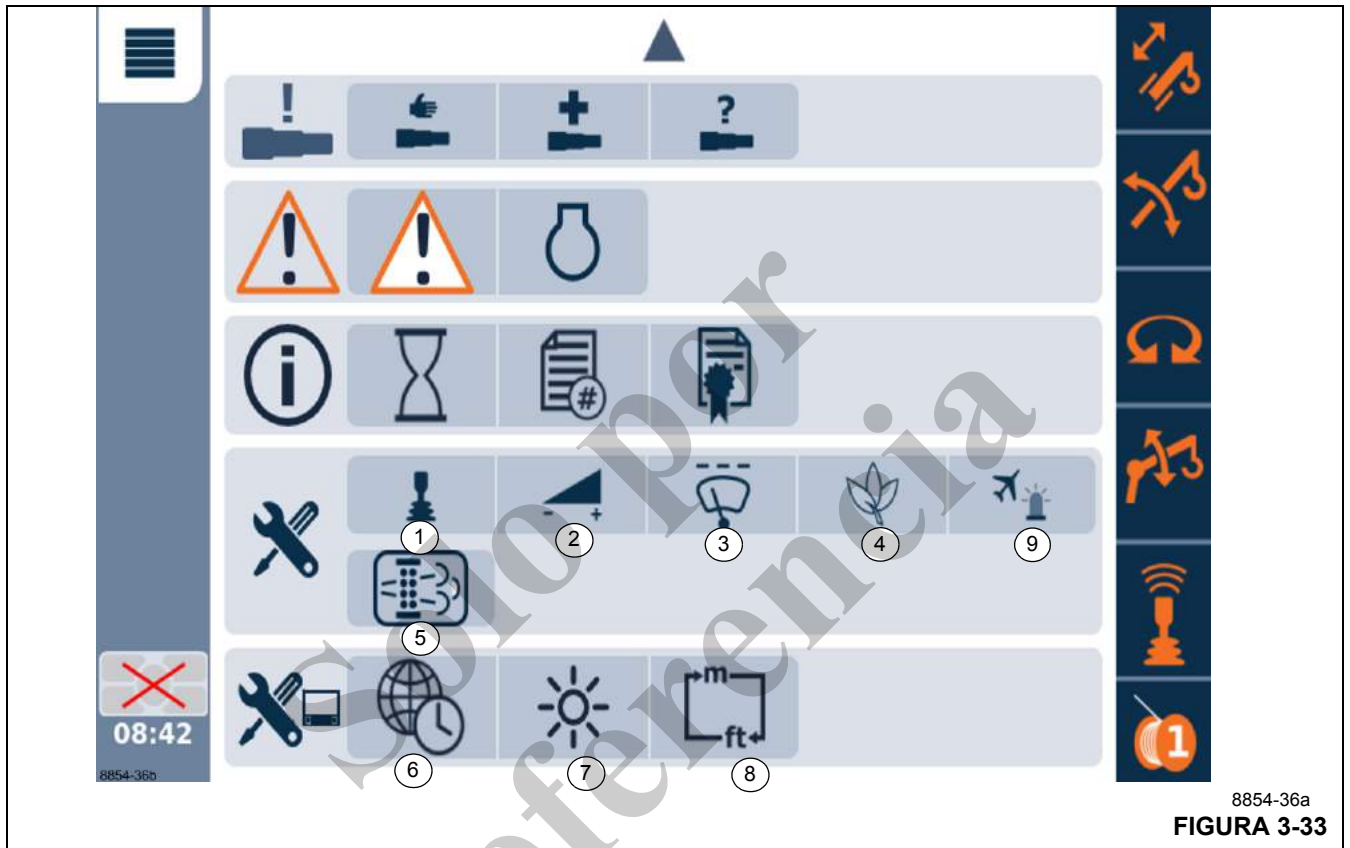 !
?
! !
i
#
- +
1 2 3 4 9
5
m
ft
08:42
6 7 8
1
8854-36b
8854-36a
FIGURA 3-33
Solo por
referencia